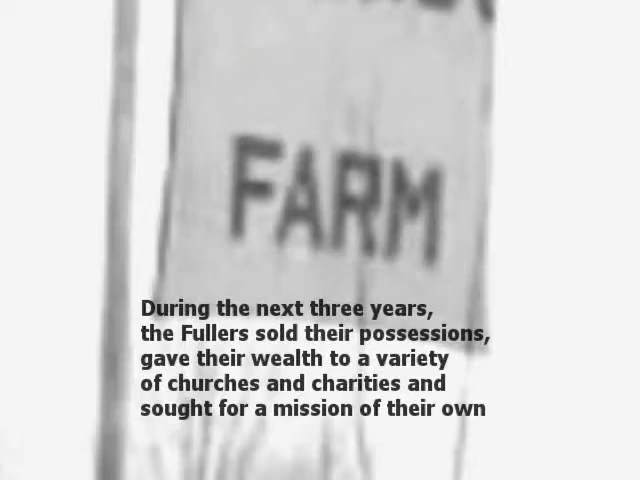 FARM
During the next three years,
the Fullers sold their possessions,
gave their wealth to a variety
of churches and charities and
sought for a mission of their own